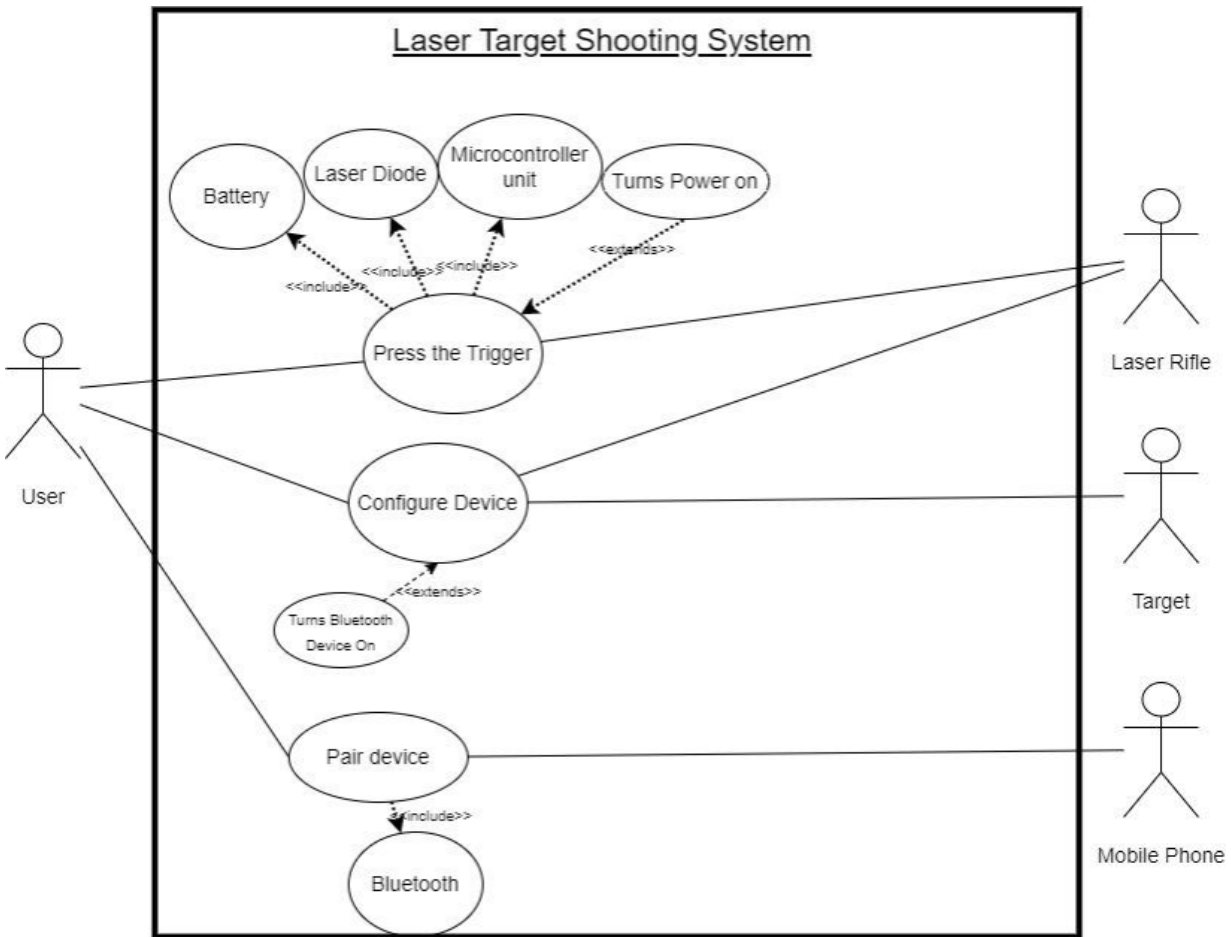 Laser Target Shooting System
Battery
Laser Diode
Microcontroller
unit
Turns Power on
<<include>>
<<include>>
<<include>>
<<extends>>
Press the Trigger
Laser Rifle
User
Configure Device
Target
<<extends>>
Turns Bluetooth
Device On
Pair device
<<include>>
Mobile Phone
Bluetooth